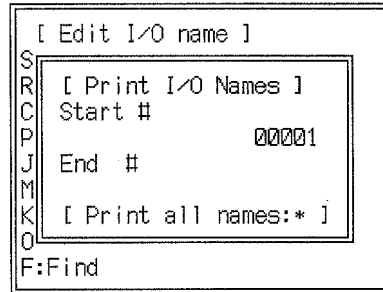 [ Edit I/O name ]
S
R
C
P
J
M
K
O
[ Print I/O Names ]
Start #
00001
End #
[ Print all names:* ]
F:Find